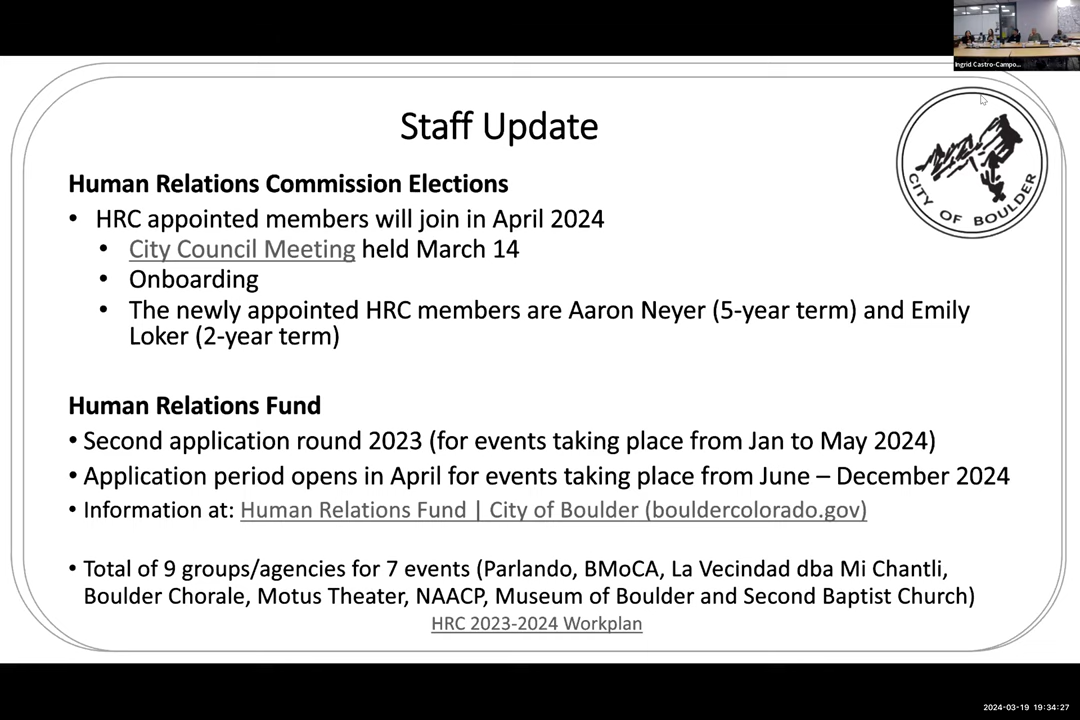 Ingrid Castro-Campo...
Staff Update
CITY OF BOULDER
Human Relations Commission Elections
• HRC appointed members will join in April 2024
• City Council Meeting held March 14
• Onboarding
• The newly appointed HRC members are Aaron Neyer (5-year term) and Emily
Loker (2-year term)
Human Relations Fund
• Second application round 2023 (for events taking place from Jan to May 2024)
• Application period opens in April for events taking place from June – December 2024
• Information at: Human Relations Fund | City of Boulder (bouldercolorado.gov)
• Total of 9 groups/agencies for 7 events (Parlando, BMoCA, La Vecindad dba Mi Chantli,
Boulder Chorale, Motus Theater, NAACP, Museum of Boulder and Second Baptist Church)
HRC 2023-2024 Workplan
2024-03-19 19:34:27